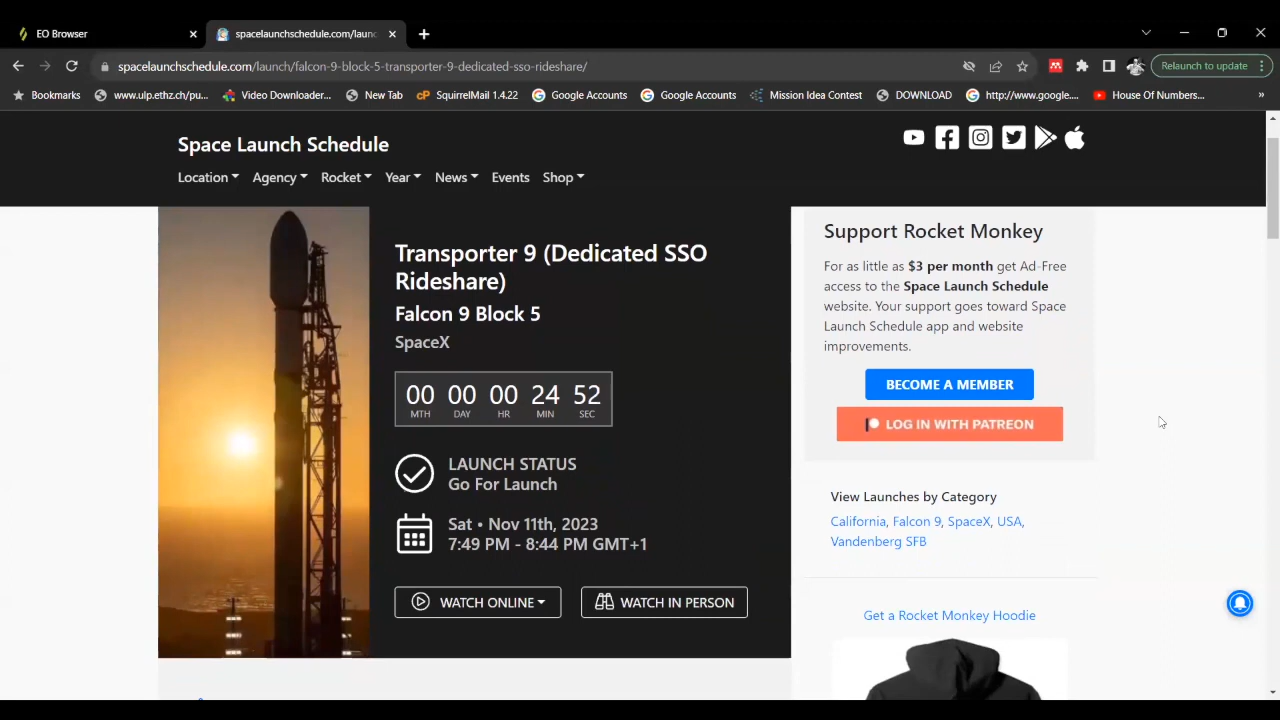 EO Browser
spacelaunchschedule.com/launc
Relaunch to update
spacelaunchschedule.com/launch/falcon-9-block-5-transporter-9-dedicated-sso-rideshare/
Bookmarks
www.ulp.ethz.ch/pu...
Video Downloader...
New Tab
cP SquirrelMail 1.4.22
Google Accounts
Google Accounts
Mission Idea Contest
DOWNLOAD
http://www.google....
House Of Numbers...
»
Space Launch Schedule
Location Agency Rocket Year News Events Shop
Transporter 9 (Dedicated SSO
Rideshare)
Falcon 9 Block 5
SpaceX
00 00 00 24 52
MTH DAY HR MIN SEC
LAUNCH STATUS
Go For Launch
Sat • Nov 11th, 2023
7:49 PM - 8:44 PM GMT+1
WATCH ONLINE
WATCH IN PERSON
Support Rocket Monkey
For as little as $3 per month get Ad-Free
access to the Space Launch Schedule
website. Your support goes toward Space
Launch Schedule app and website
improvements.
BECOME A MEMBER
LOG IN WITH PATREON
View Launches by Category
California, Falcon 9, SpaceX, USA,
Vandenberg SFB
Get a Rocket Monkey Hoodie